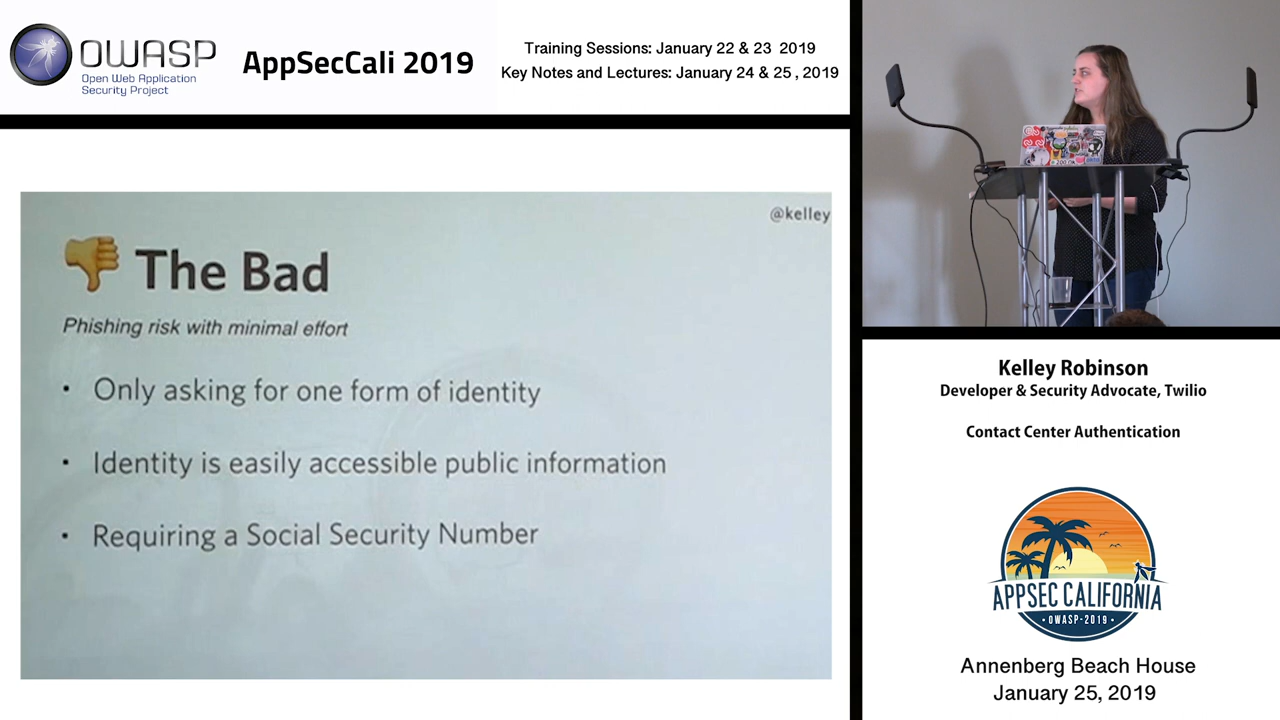 OWASP
Open Web Application
Security Project
AppSecCali 2019
Training Sessions: January 22 & 23 2019
Key Notes and Lectures: January 24 & 25 , 2019
@kelley
The Bad
Phishing risk with minimal effort
• Only asking for one form of identity
• Identity is easily accessible public information
• Requiring a Social Security Number
Kelley Robinson
Developer & Security Advocate, Twilio
Contact Center Authentication
APPSEC CALIFORNIA
• OWASP-2019 •
Annenberg Beach House
January 25, 2019